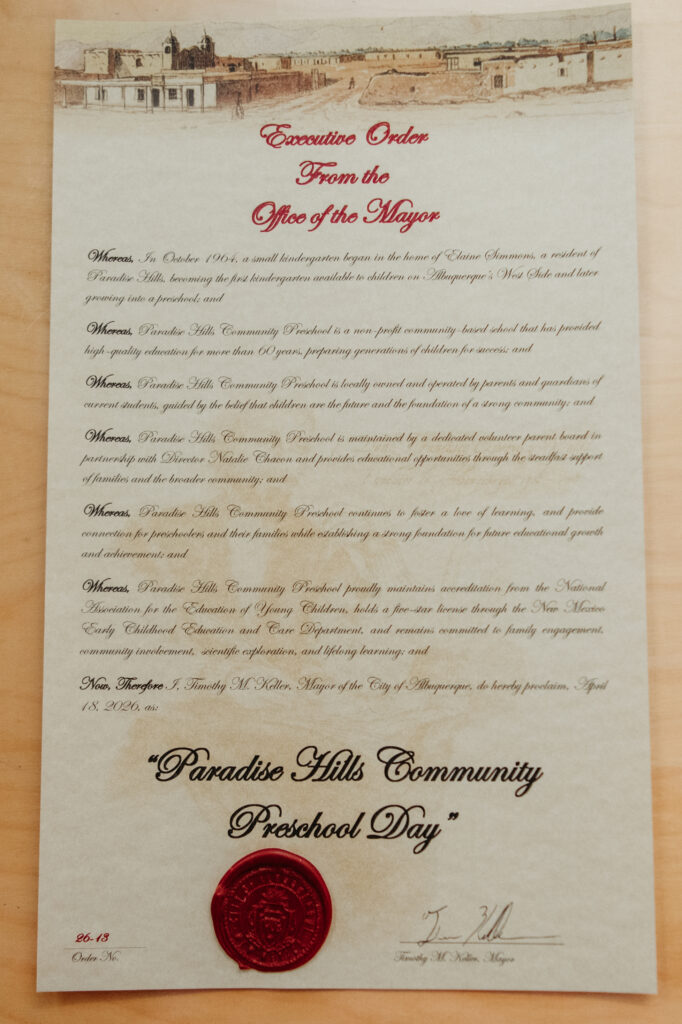 Executive Order
From the
Office of the Mayor
Whereas, In October 1964, a small kindergarten began in the home of Elaine Simmons, a resident of
Paradise Hills, becoming the first kindergarten available to children on Albuquerque's West Side and later
growing into a preschool; and
Whereas, Paradise Hills Community Preschool is a non-profit community-based school that has provided
high-quality education for more than 60 years, preparing generations of children for success; and
Whereas, Paradise Hills Community Preschool is locally owned and operated by parents and guardians of
current students, guided by the belief that children are the future and the foundation of a strong community; and
Whereas, Paradise Hills Community Preschool is maintained by a dedicated volunteer parent board in
partnership with Director Natalie Chacon and provides educational opportunities through the steadfast support
of families and the broader community; and
Whereas, Paradise Hills Community Preschool continues to foster a love of learning, and provide
connection for preschoolers and their families while establishing a strong foundation for future educational growth
and achievement; and
Whereas, Paradise Hills Community Preschool proudly maintains accreditation from the National
Association for the Education of Young Children, holds a five-star license through the New Mexico
Early Childhood Education and Care Department, and remains committed to family engagement,
community involvement, scientific exploration, and lifelong learning; and
Now, Therefore I, Timothy M. Keller, Mayor of the City of Albuquerque, do hereby proclaim, April
18, 2026, as:
"Paradise Hills Community
Preschool Day"
26-13
Order No.
Timothy M. Keller, Mayor